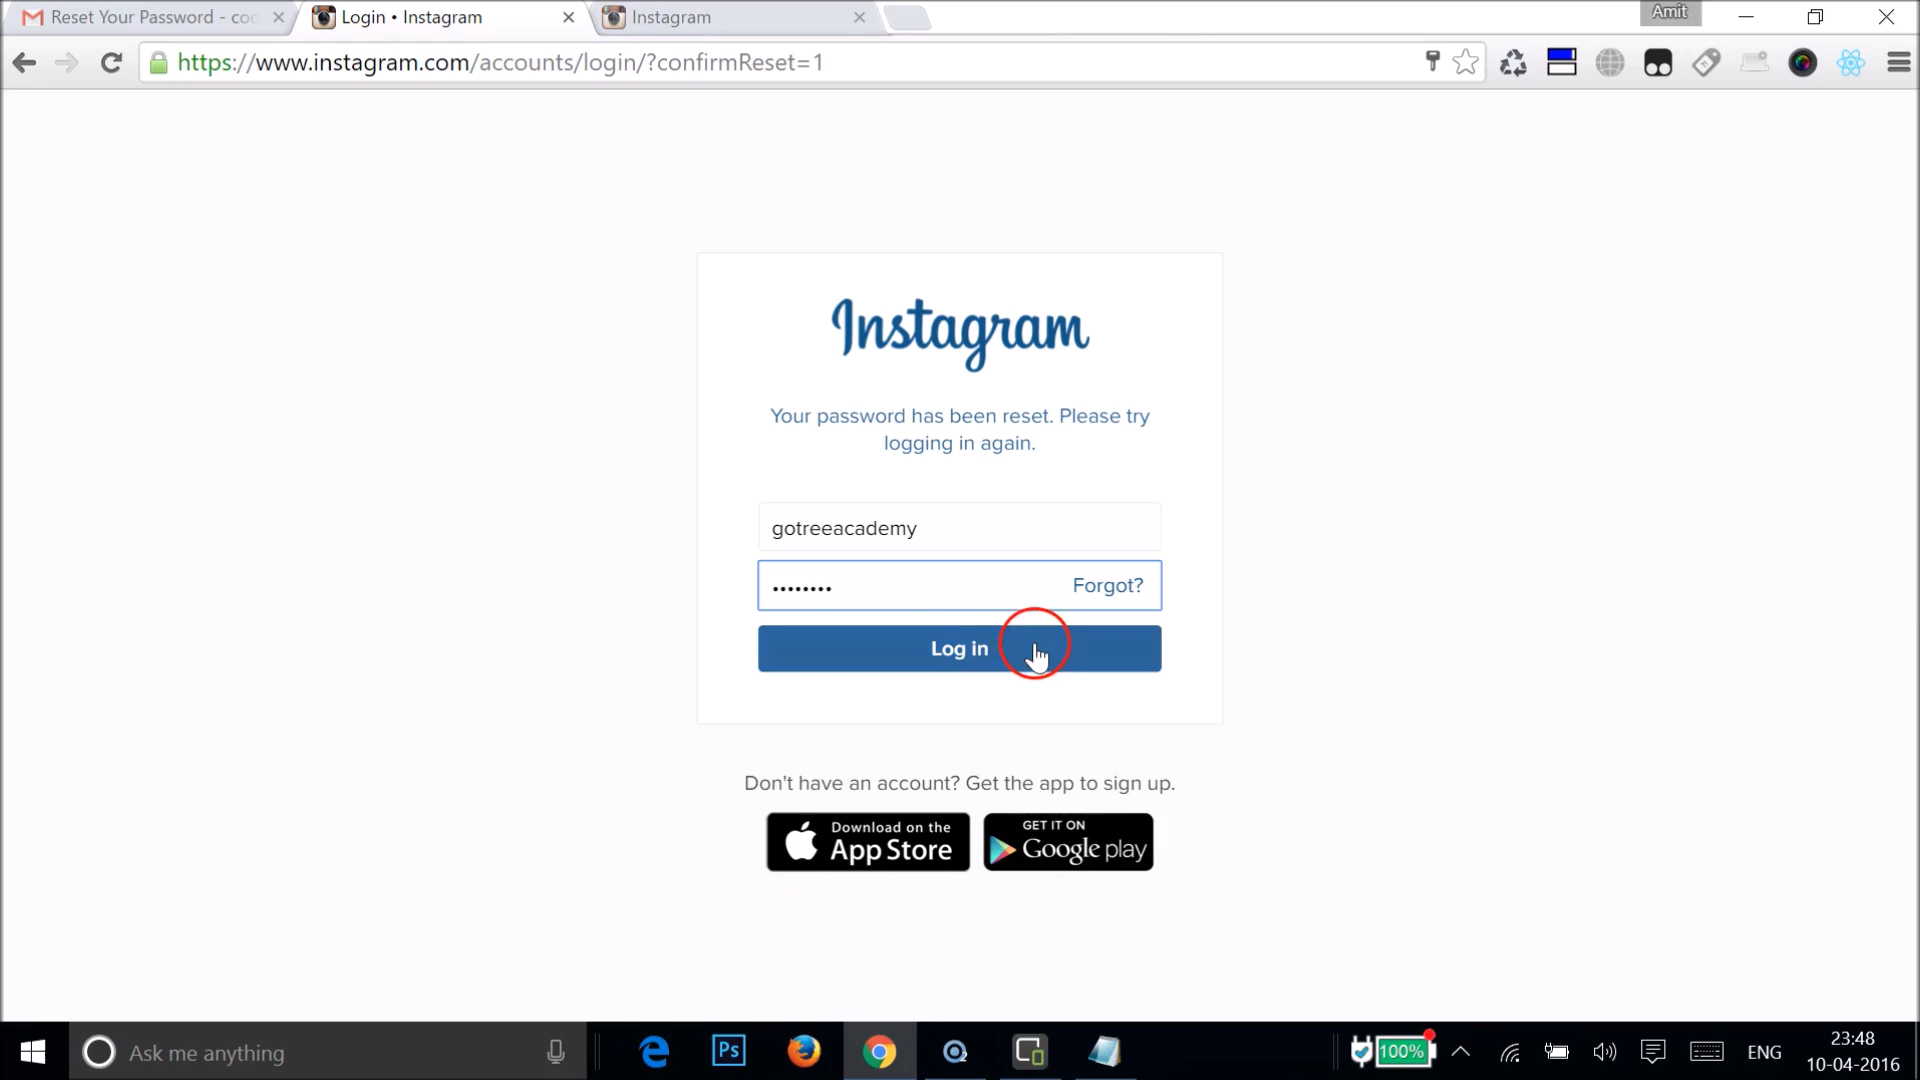 Reset Your Password - coo
Login • Instagram
Instagram
Amit
https://www.instagram.com/accounts/login/?confirmReset=1
Instagram
Your password has been reset. Please try
logging in again.
gotreeacademy
••••••••
Forgot?
Log in
Don't have an account? Get the app to sign up.
Download on the
App Store
GET IT ON
Google play
Ask me anything
Ps
100%
ENG
23:48
10-04-2016